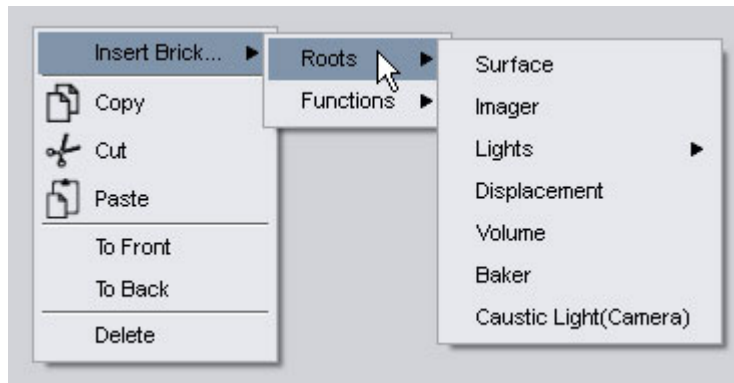 Insert Brick...
Copy
Cut
Paste
To Front
To Back
Delete
Roots
Functions
Surface
Imager
Lights
Displacement
Volume
Baker
Caustic Light(Camera)